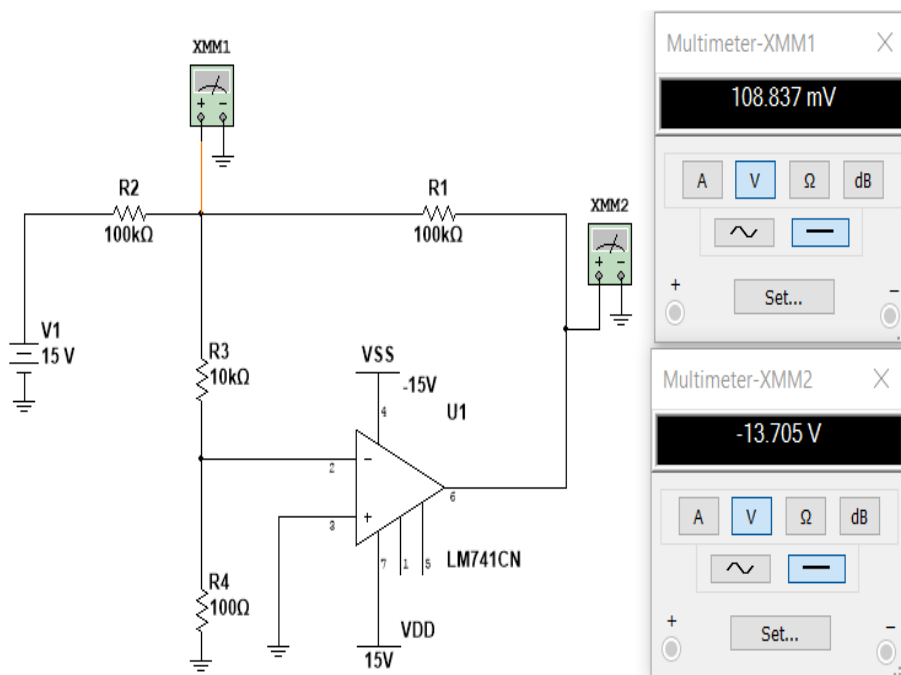 XMM1
+ −
R2
100kΩ
R1
100kΩ
XMM2
+ −
V1
15 V
R3
10kΩ
VSS
-15V
4
U1
2
−
3
+
6
7
1
5
LM741CN
R4
100Ω
VDD
15V
Multimeter-XMM1 X
108.837 mV
A V Ω dB
+ −
Set...
Multimeter-XMM2 X
-13.705 V
A V Ω dB
+ −
Set...